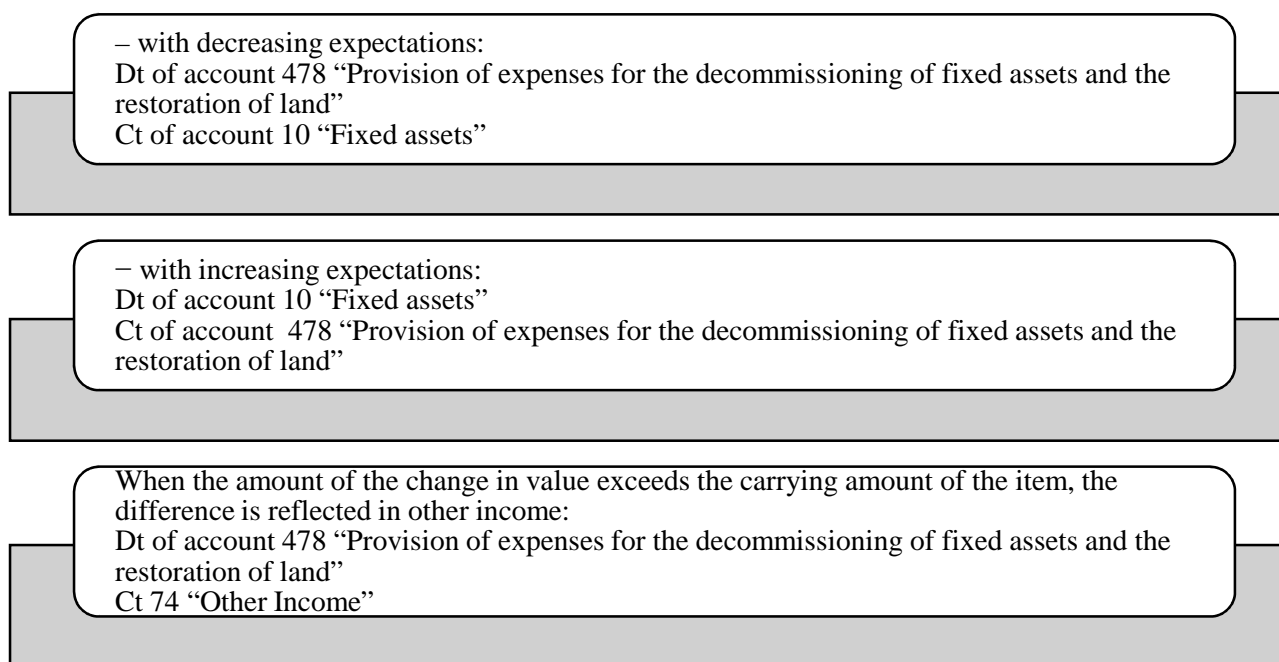 – with decreasing expectations:
Dt of account 478 “Provision of expenses for the decommissioning of fixed assets and the
restoration of land”
Ct of account 10 “Fixed assets”
− with increasing expectations:
Dt of account 10 “Fixed assets”
Ct of account  478 “Provision of expenses for the decommissioning of fixed assets and the
restoration of land”
When the amount of the change in value exceeds the carrying amount of the item, the
difference is reflected in other income:
Dt of account 478 “Provision of expenses for the decommissioning of fixed assets and the
restoration of land”
Ct 74 “Other Income”